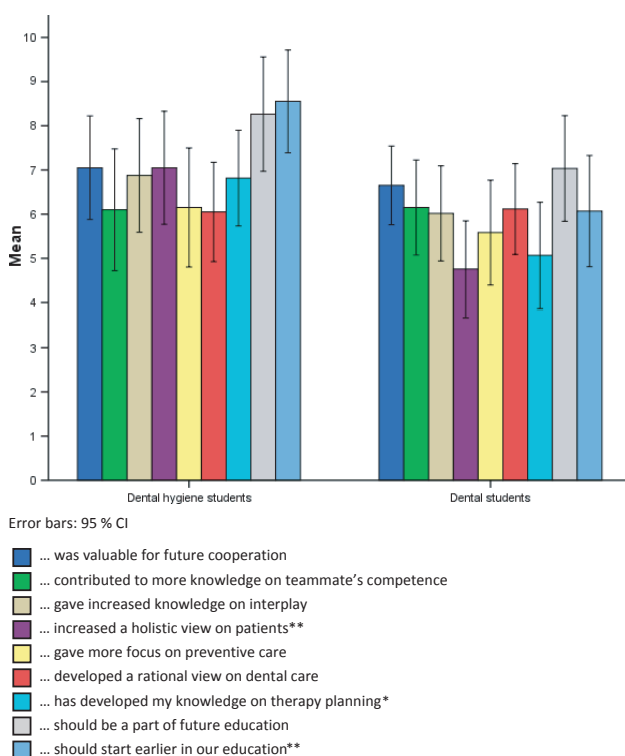 10
9
8
7
6
5
4
3
2
1
0
Mean
Dental hygiene students
Dental students
Error bars: 95 % CI
... was valuable for future cooperation
... contributed to more knowledge on teammate's competence
... gave increased knowledge on interplay
... increased a holistic view on patients**
... gave more focus on preventive care
... developed a rational view on dental care
... has developed my knowledge on therapy planning*
... should be a part of future education
... should start earlier in our education**